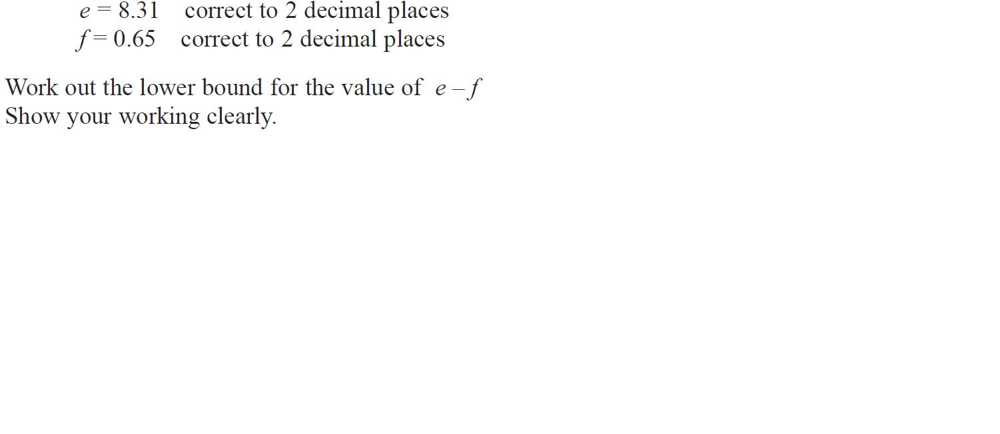 e = 8.31 correct to 2 decimal places
f = 0.65 correct to 2 decimal places
Work out the lower bound for the value of e – f
Show your working clearly.